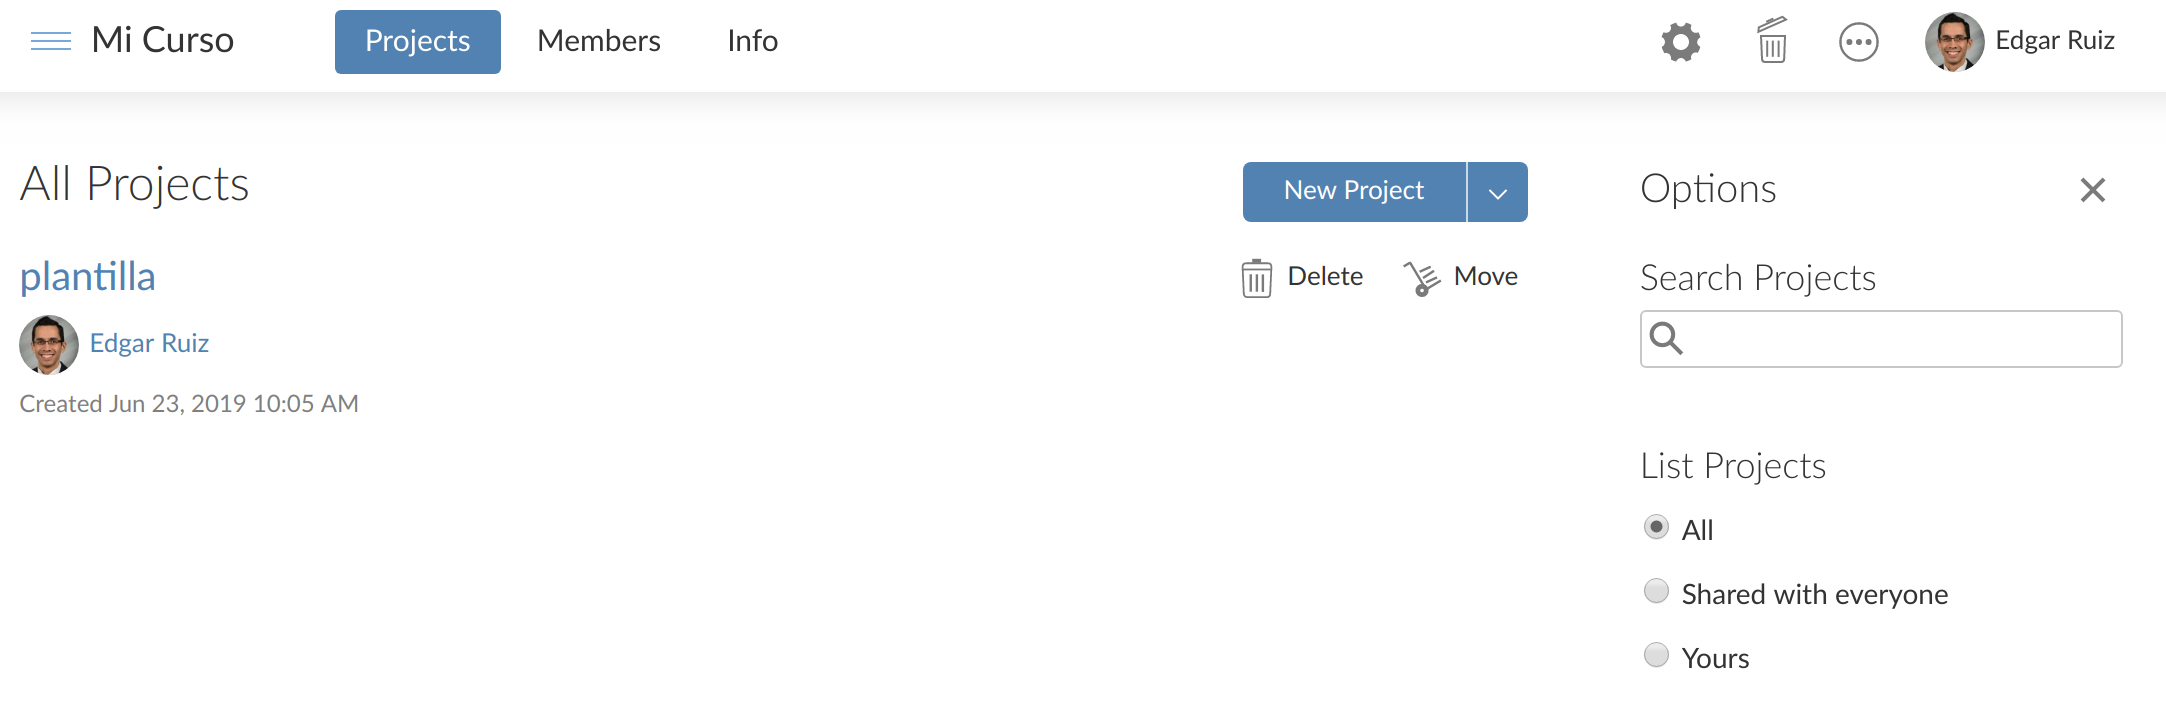 Mi Curso
Projects
Members
Info
Edgar Ruiz
All Projects
New Project
plantilla
Delete
Move
Edgar Ruiz
Created Jun 23, 2019 10:05 AM
Options
Search Projects
List Projects
All
Shared with everyone
Yours